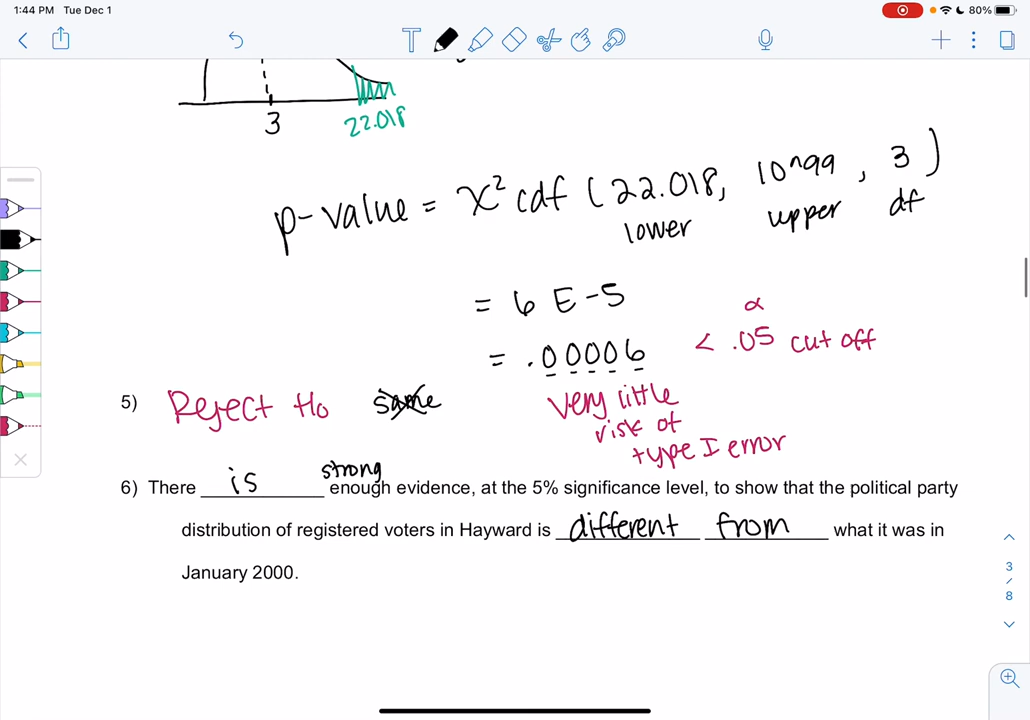 1:44 PM Tue Dec 1
80%
3
22.018
p-value = χ² cdf (22.018, 10^99, 3)
lower upper df
= 6 E-5
= .00006 < .05 cut off
α
5) Reject Ho same
very little
risk of
type I error
6) There is strong enough evidence, at the 5% significance level, to show that the political party
distribution of registered voters in Hayward is different from what it was in
January 2000.
3
/
8